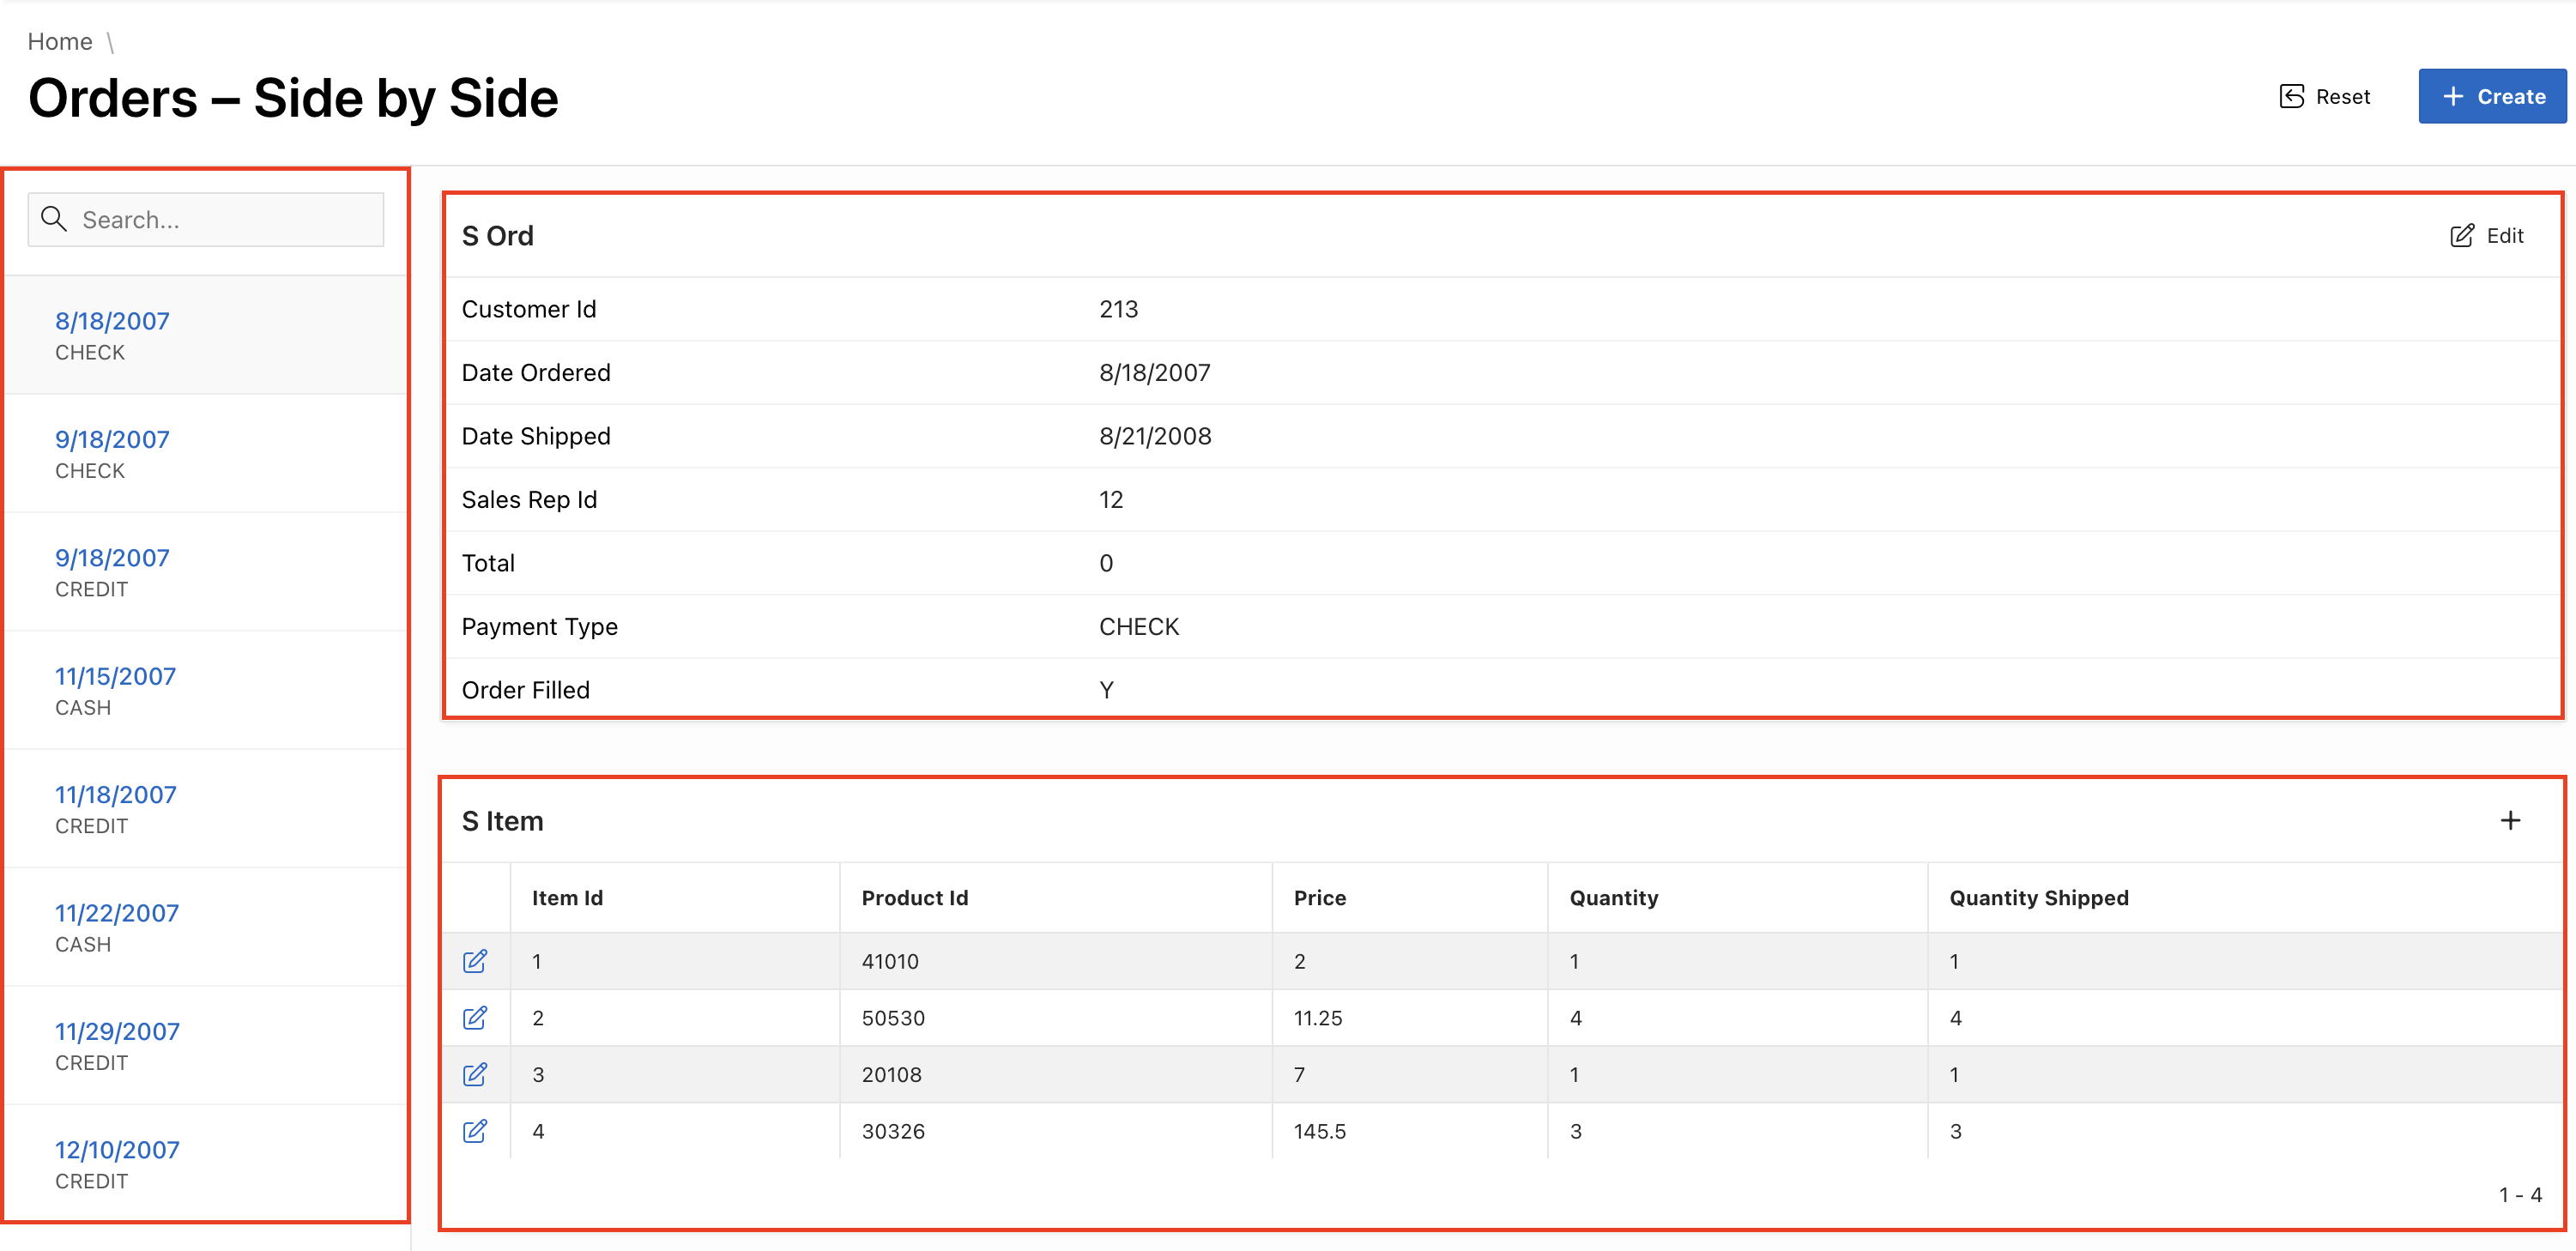 Home \
Orders – Side by Side
Reset
Create
Search...
8/18/2007
CHECK
9/18/2007
CHECK
9/18/2007
CREDIT
11/15/2007
CASH
11/18/2007
CREDIT
11/22/2007
CASH
11/29/2007
CREDIT
12/10/2007
CREDIT
S Ord
Edit
Customer Id 213
Date Ordered 8/18/2007
Date Shipped 8/21/2008
Sales Rep Id 12
Total 0
Payment Type CHECK
Order Filled Y
S Item
Item Id Product Id Price Quantity Quantity Shipped
1 41010 2 1 1
2 50530 11.25 4 4
3 20108 7 1 1
4 30326 145.5 3 3
1 - 4